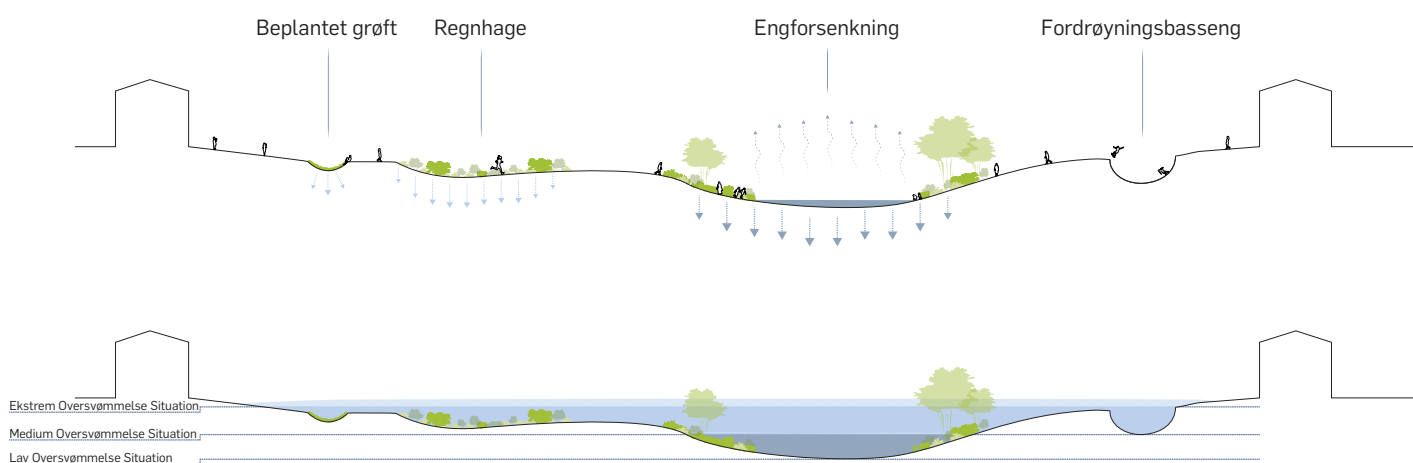 Beplantet grøft
Regnhage
Engforsenkning
Fordrøyningsbasseng
Ekstrem Oversvømmelse Situation
Medium Oversvømmelse Situation
Lav Oversvømmelse Situation